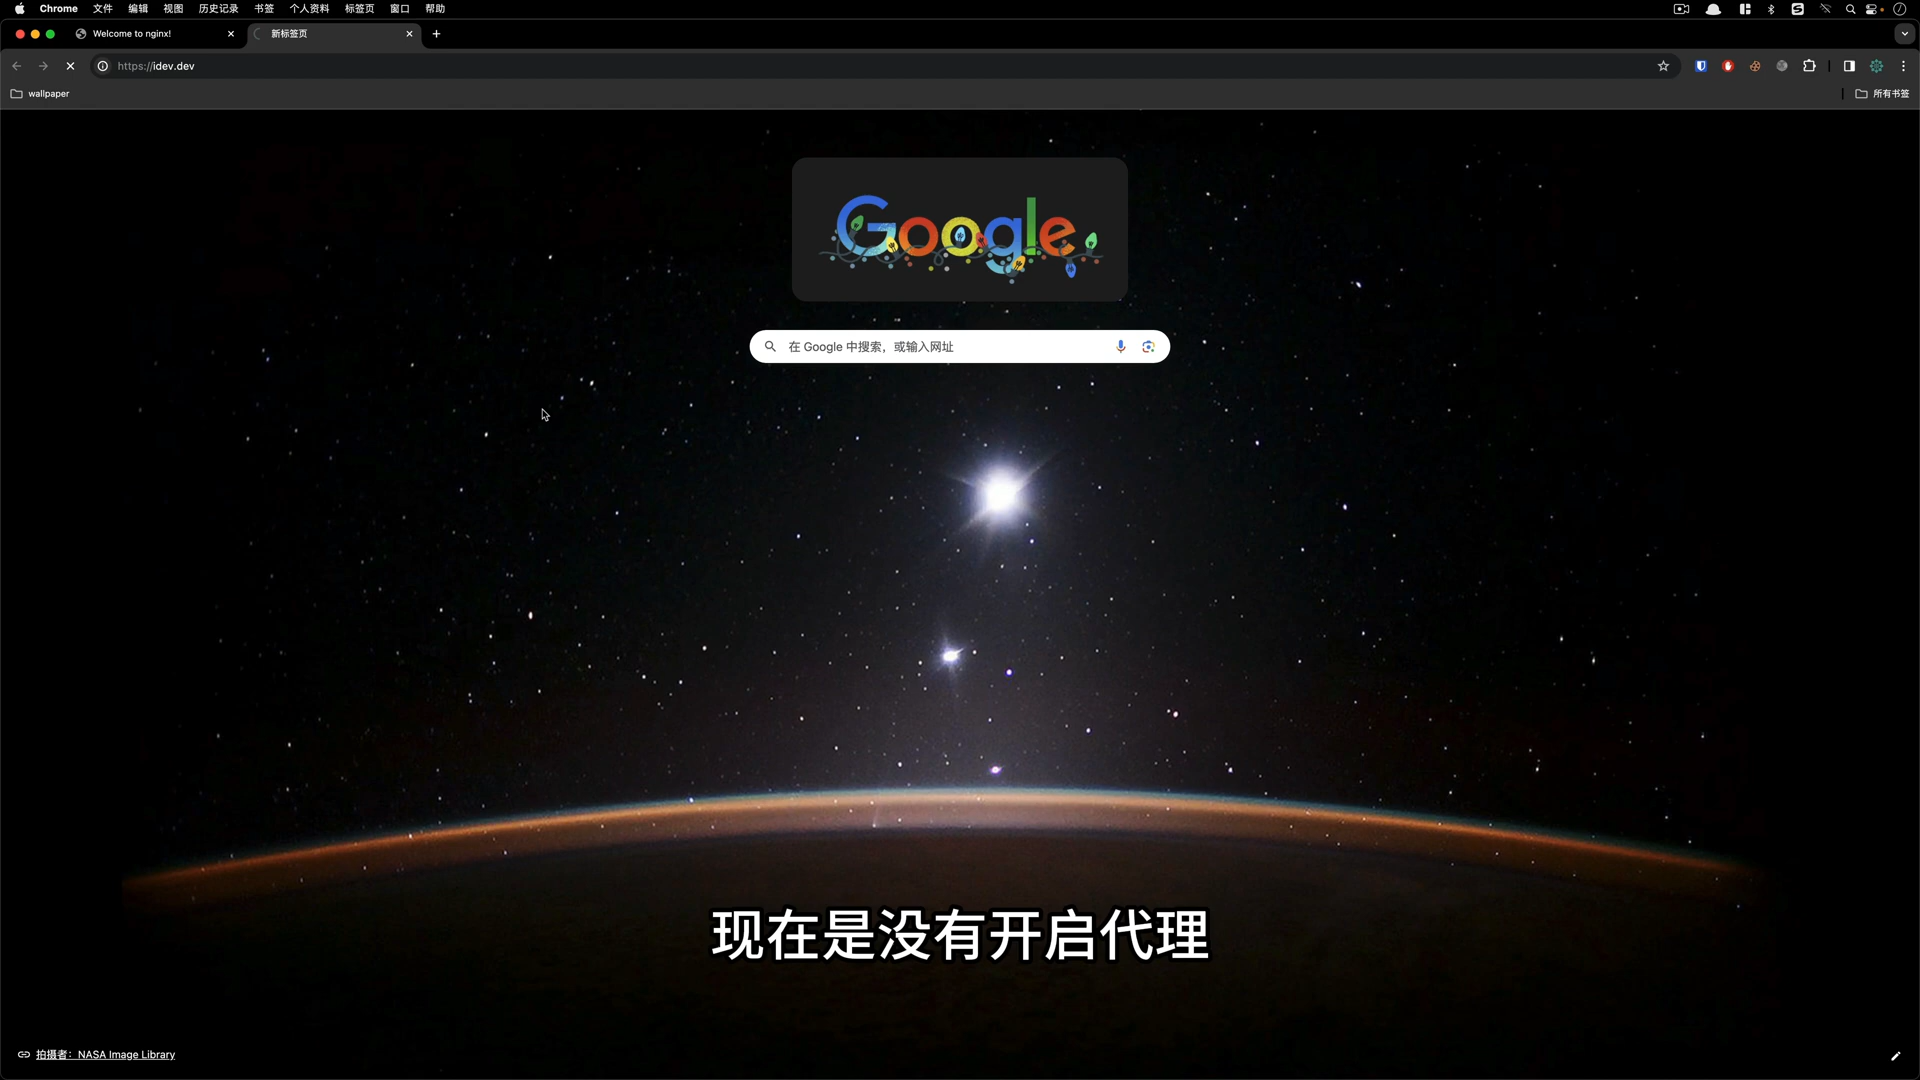 Chrome 文件 编辑 视图 历史记录 书签 个人资料 标签页 窗口 帮助
Welcome to nginx! 新标签页
https://idev.dev
wallpaper 所有书签
Google
在 Google 中搜索，或输入网址
现在是没有开启代理
拍摄者：NASA Image Library